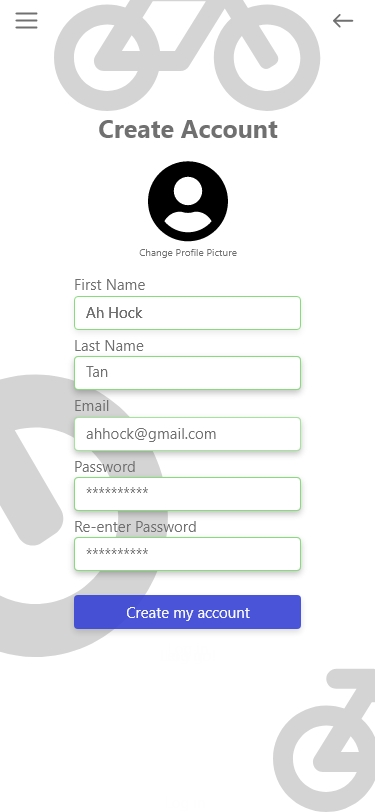 Create Account
Change Profile Picture
First Name
Ah Hock
Last Name
Tan
Email
ahhock@gmail.com
Password
**********
Re-enter Password
**********
Create my account